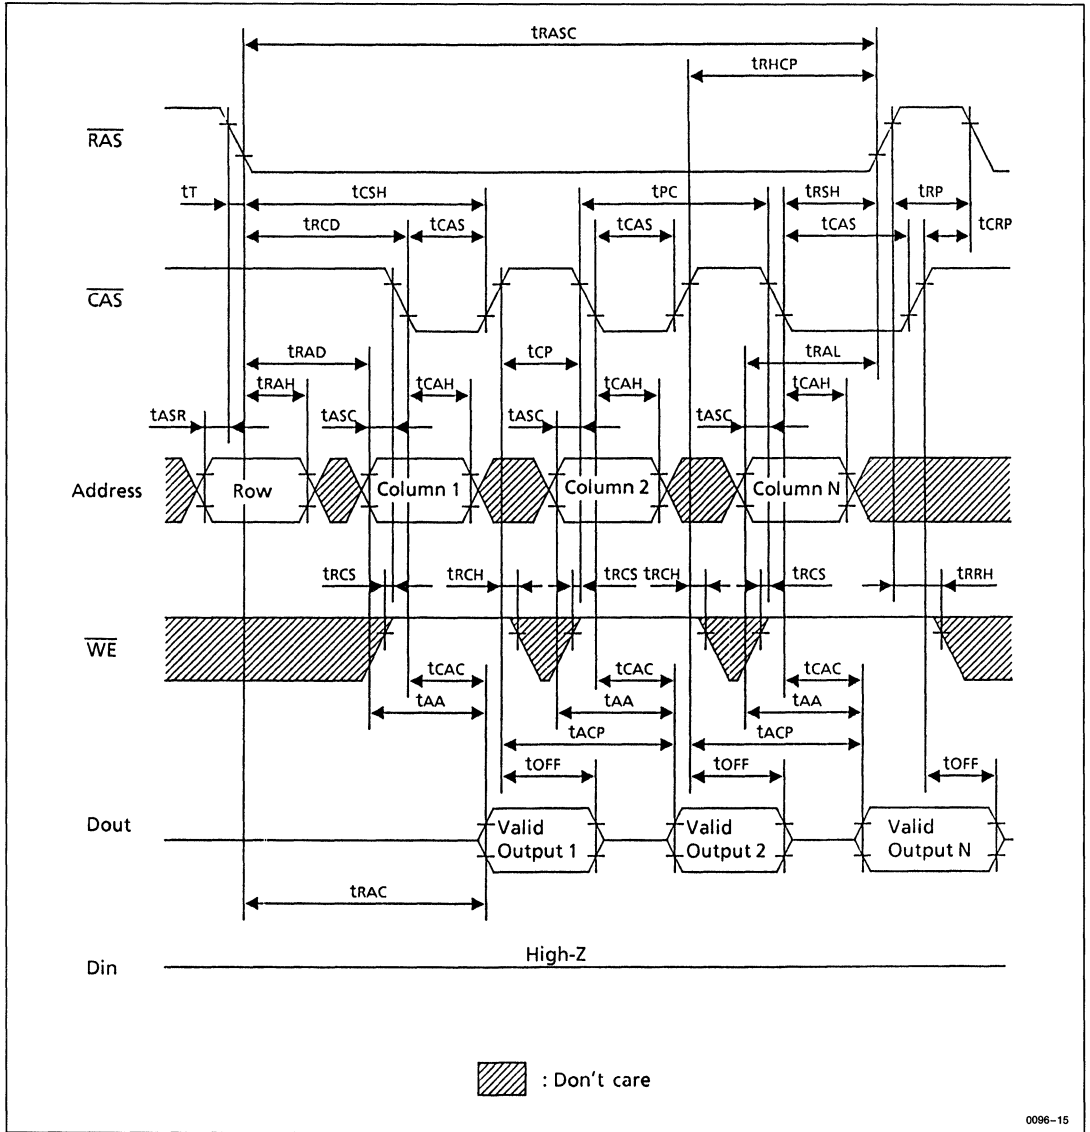 tRASC
tRHCP
RAS
tT
tCSH
tPC
tRSH
tRP
tRCD
tCAS
tCAS
tCAS
tCRP
CAS
tRAD
tCP
tRAL
tRAH
tCAH
tCAH
tCAH
tASR
tASC
tASC
tASC
Address
Row
Column 1
Column 2
Column N
tRCS
tRCH
tRCS
tRCH
tRCS
tRRH
WE
tCAC
tCAC
tCAC
tAA
tAA
tAA
tACP
tACP
tOFF
tOFF
tOFF
Dout
Valid
Output 1
Valid
Output 2
Valid
Output N
tRAC
High-Z
Din
: Don't care
0096-15